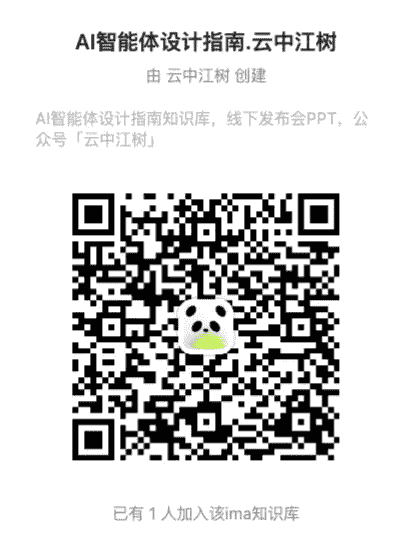 AI智能体设计指南.云中江树
由 云中江树 创建
AI智能体设计指南知识库，线下发布会PPT，公
众号「云中江树」
已有 1 人加入该ima知识库